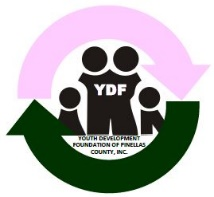 YDF
YOUTH DEVELOPMENT
FOUNDATION OF PINELLAS
COUNTY, INC.